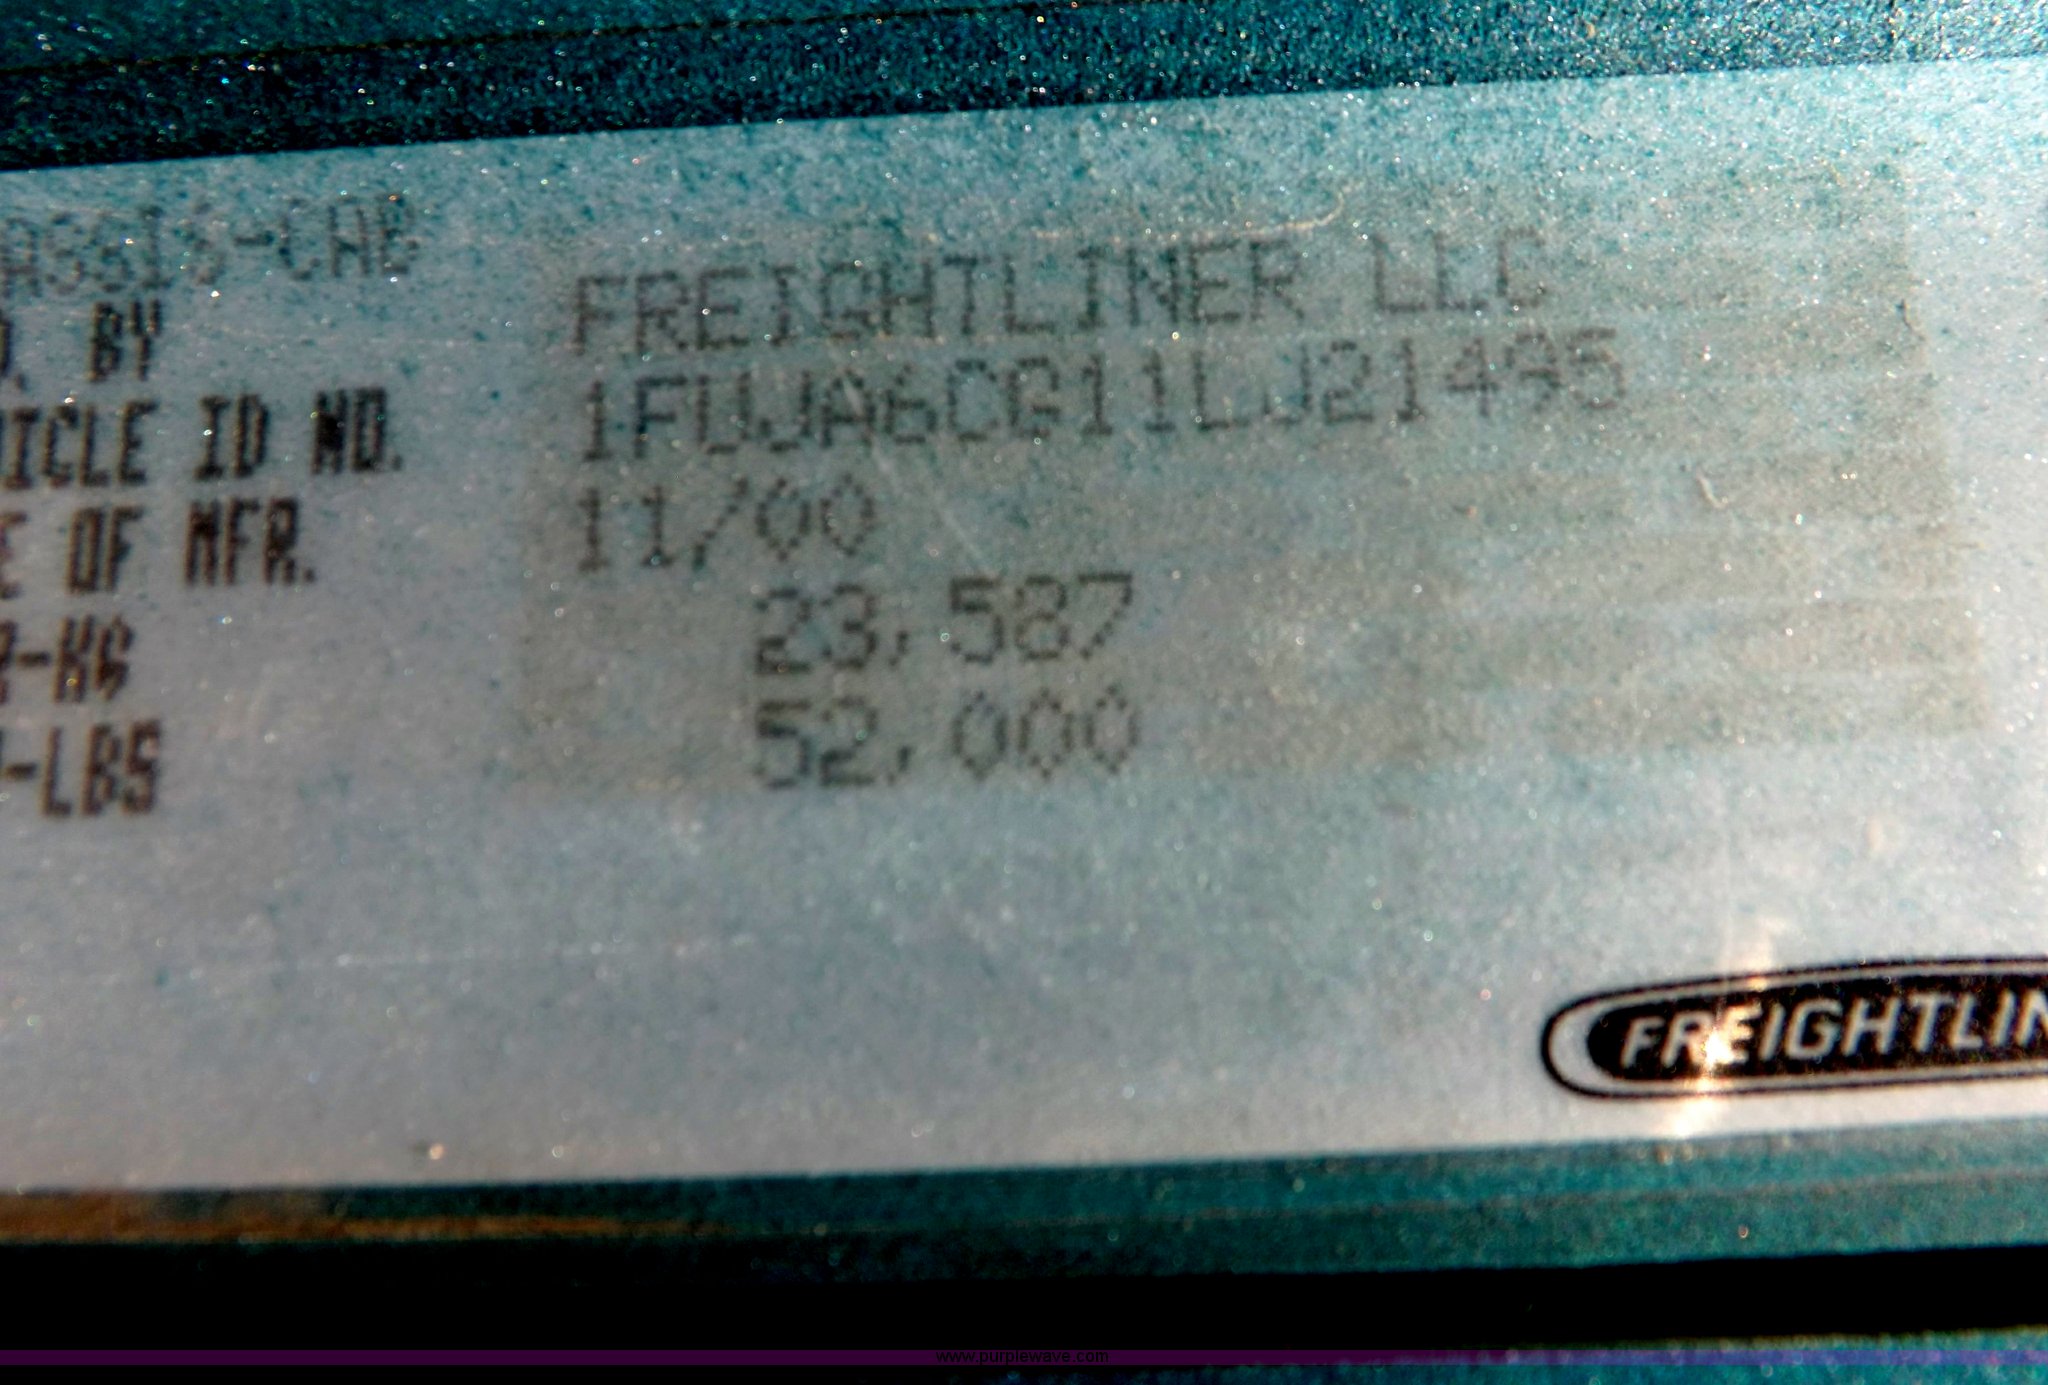 ASSIS-CAB
D. BY FREIGHTLINER LLC
HICLE ID NO. 1FUJA6CG11LJ21495
E OF MFR. 11/00
R-KG 23,587
-LBS 52,000
FREIGHTLIN
www.purplewave.com